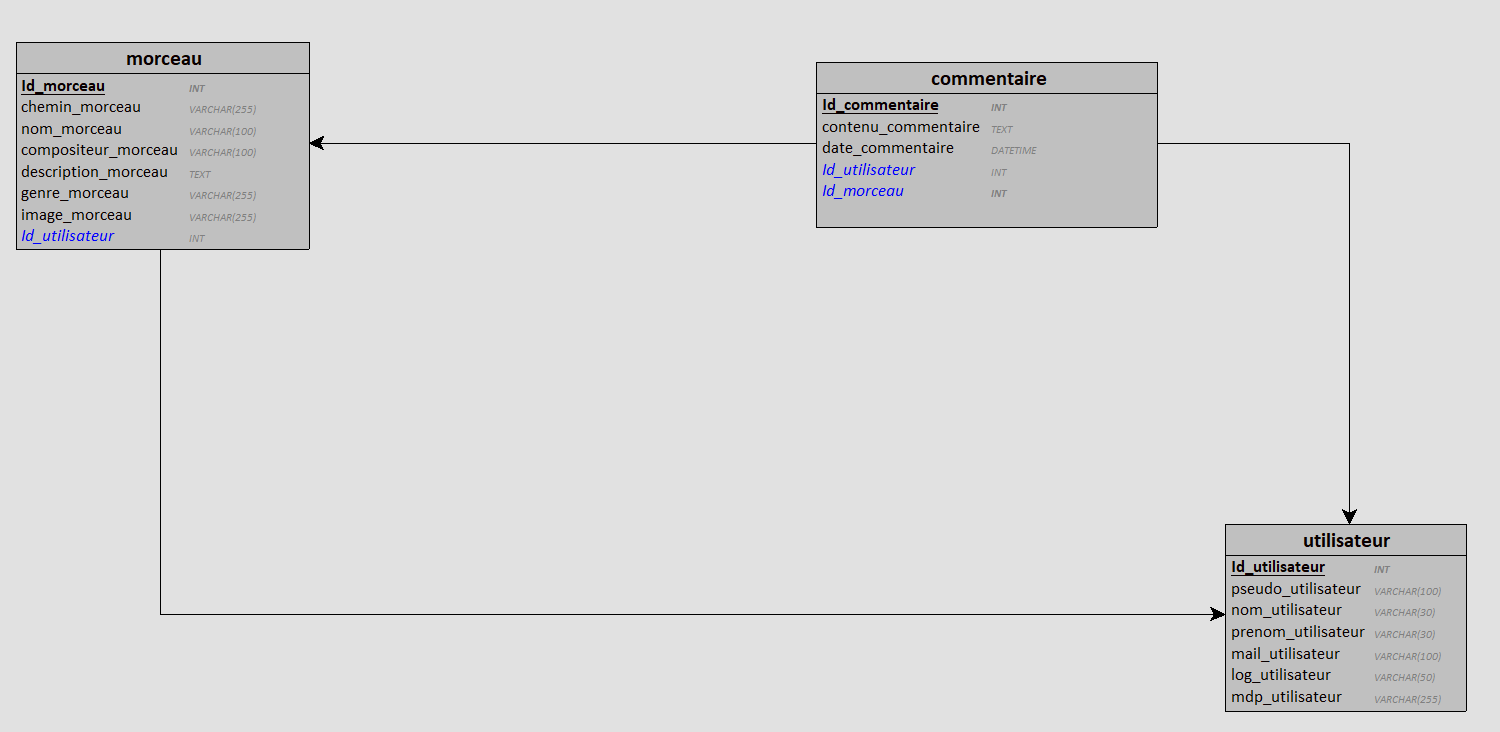 morceau
Id_morceau INT
chemin_morceau VARCHAR(255)
nom_morceau VARCHAR(100)
compositeur_morceau VARCHAR(100)
description_morceau TEXT
genre_morceau VARCHAR(255)
image_morceau VARCHAR(255)
Id_utilisateur INT
commentaire
Id_commentaire INT
contenu_commentaire TEXT
date_commentaire DATETIME
Id_utilisateur INT
Id_morceau INT
utilisateur
Id_utilisateur INT
pseudo_utilisateur VARCHAR(100)
nom_utilisateur VARCHAR(30)
prenom_utilisateur VARCHAR(30)
mail_utilisateur VARCHAR(100)
log_utilisateur VARCHAR(50)
mdp_utilisateur VARCHAR(255)